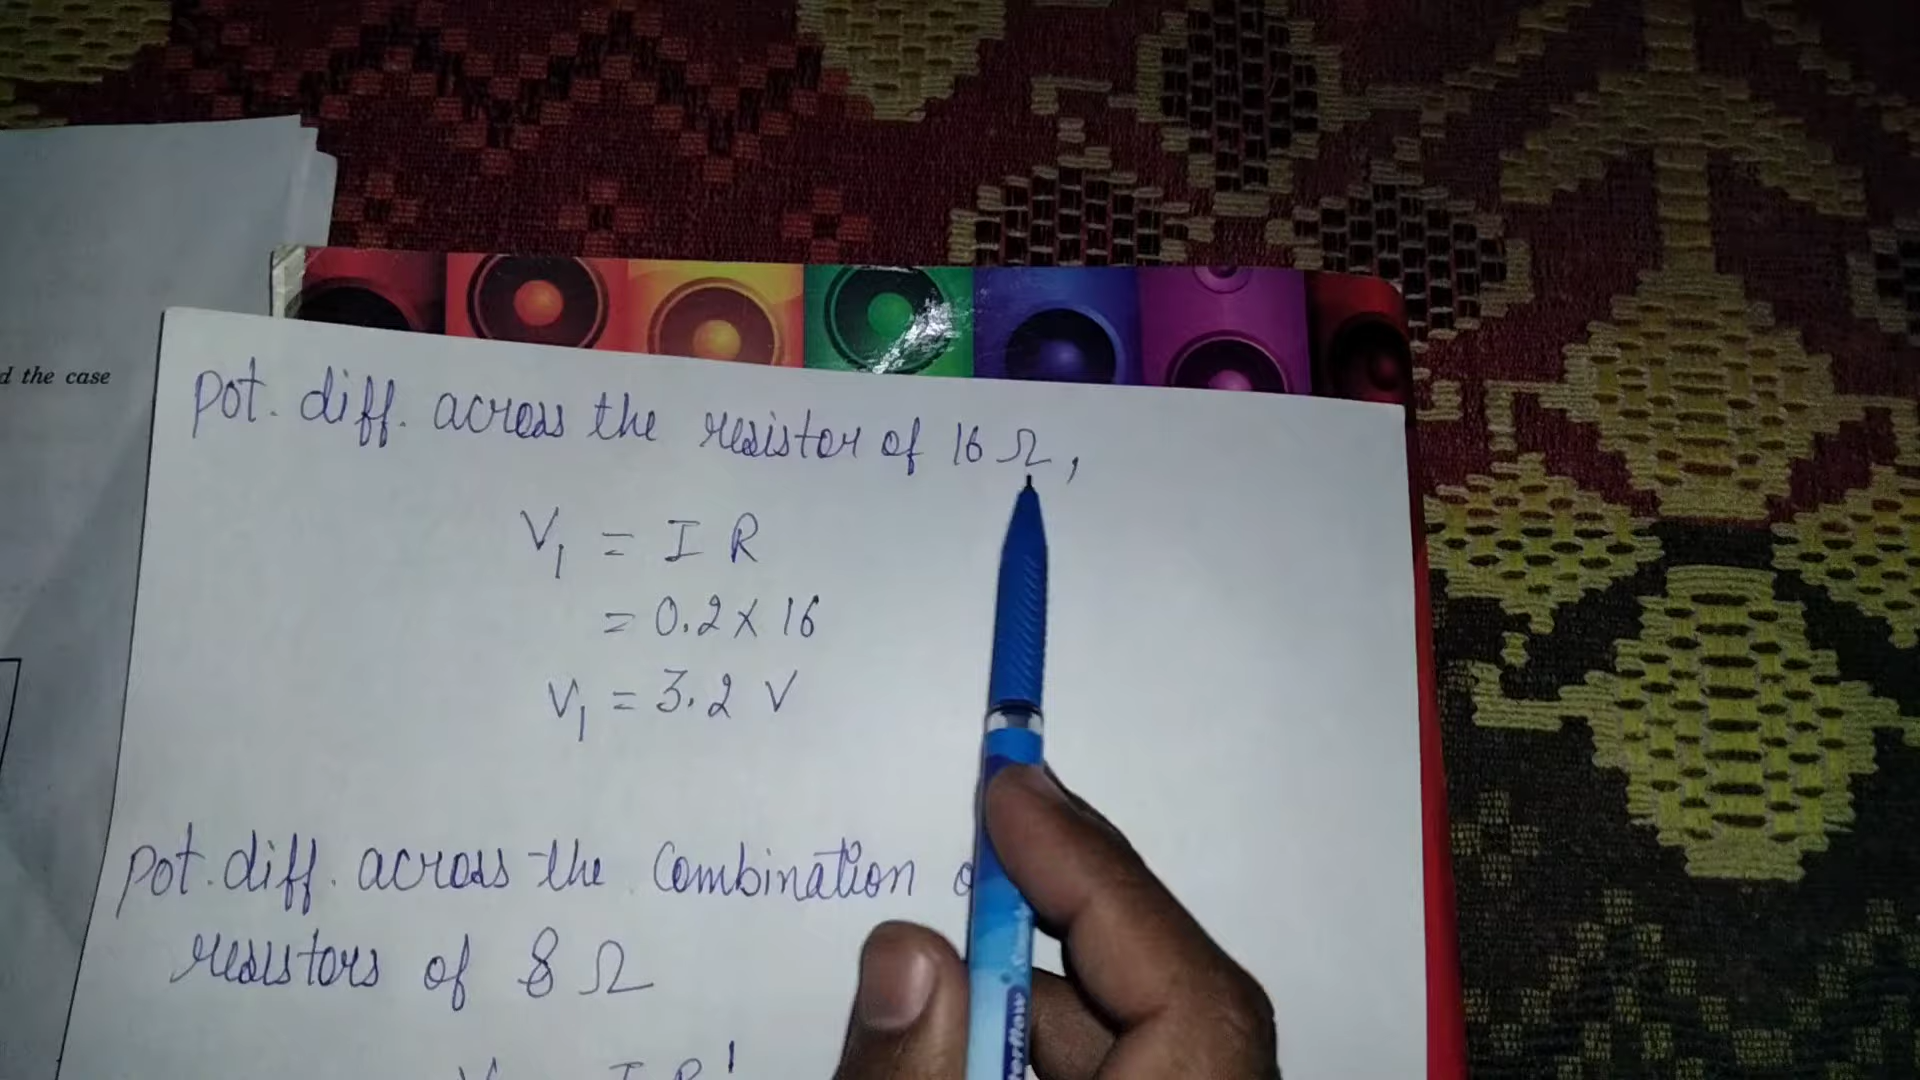 d the case
Pot. diff. across the resistor of 16 Ω,
V₁ = I R
= 0.2 × 16
V₁ = 3.2 V
Pot. diff. across the combination
resistors of 8 Ω
I R'
terflow